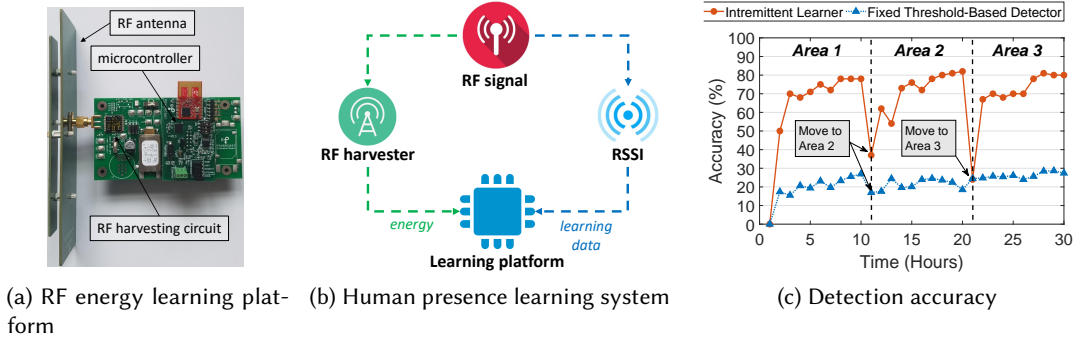 RF antenna
microcontroller
RF harvesting circuit
(a) RF energy learning plat-
form
RF signal
RF harvester
RSSI
energy
learning
data
Learning platform
(b) Human presence learning system
Intremittent Learner
Fixed Threshold-Based Detector
Area 1
Area 2
Area 3
Accuracy (%)
100
90
80
70
60
50
40
30
20
10
0
Move to
Area 2
Move to
Area 3
0
5
10
15
20
25
30
Time (Hours)
(c) Detection accuracy